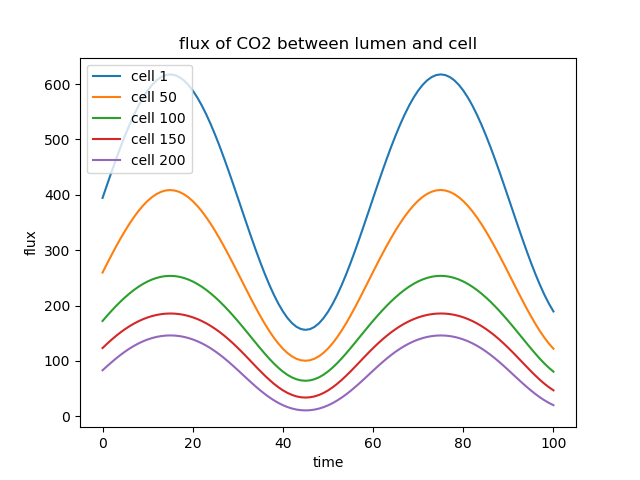 flux of CO2 between lumen and cell
cell 1
cell 50
cell 100
cell 150
cell 200
600
500
400
300
200
100
0
flux
0 20 40 60 80 100
time